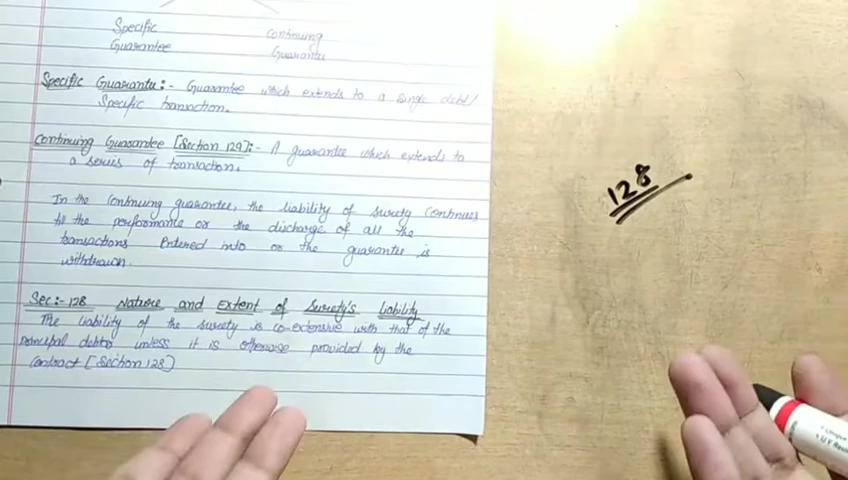 Specific
Guarantee
Continuing
Guarantee
Specific Guarantee:- Guarantee which extends to a single debt/
Specific transaction.
Continuing Guarantee [Section 129]:- A guarantee which extends to
a series of transaction.
In the Continuing guarantee, the liability of surety continues
till the performance or the discharge of all the
transactions Entered into or the guarantee is
withdrawn.
Sec:- 128 Nature and Extent of Surety's liability
The liability of the surety is co-extensive with that of the
principal debtor unless it is otherwise provided by the
Contract [Section 128]
128